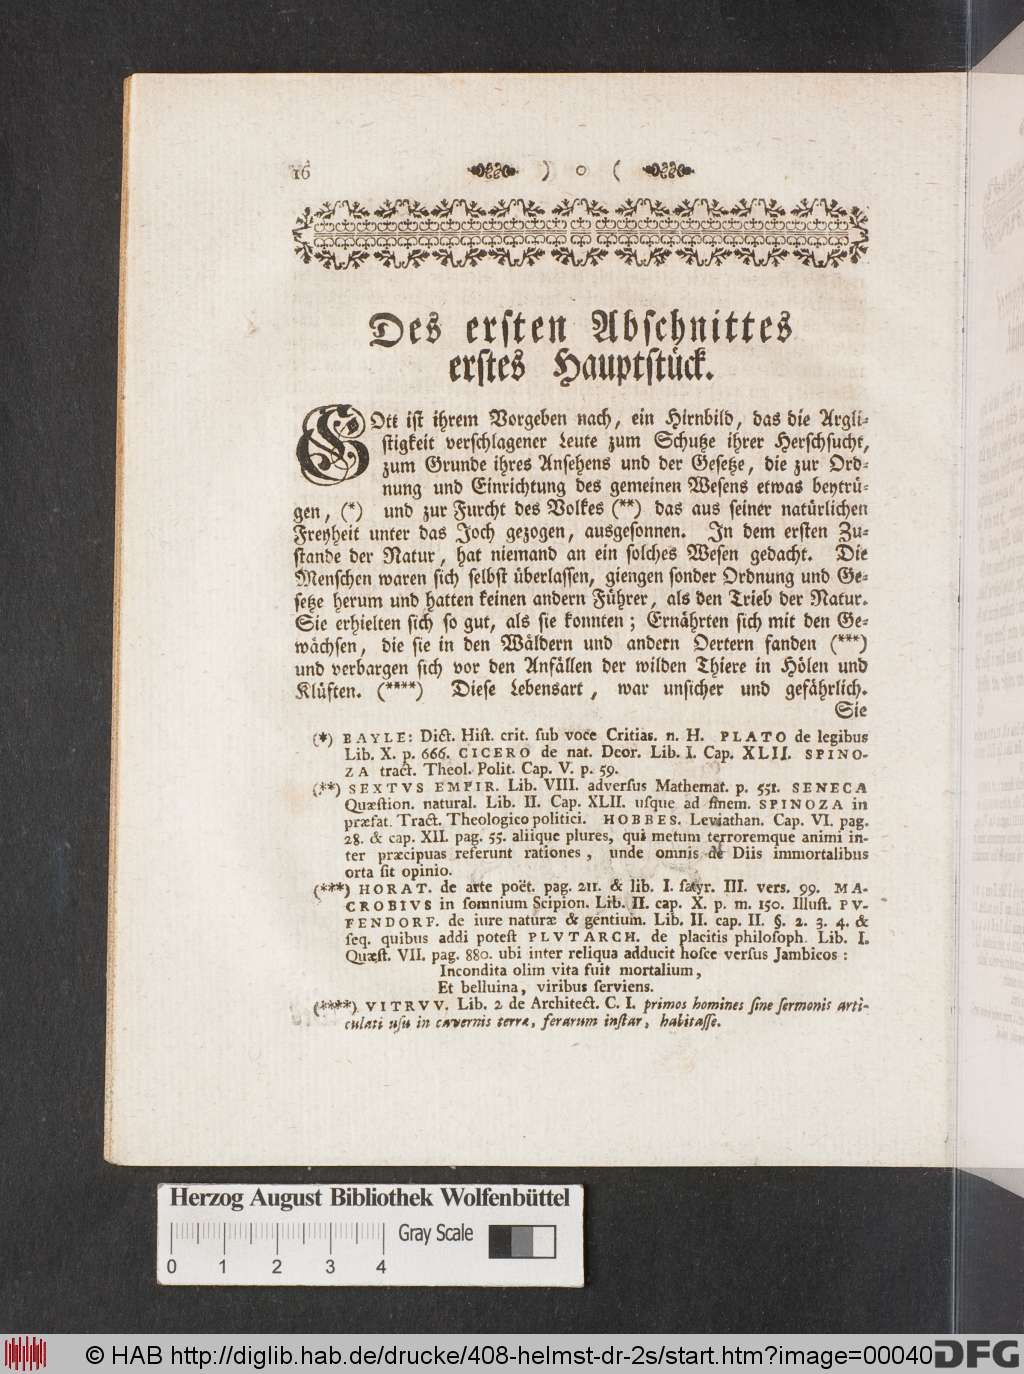 16 ) o (
Des ersten Abschnittes
erstes Hauptstück.
GOtt ist ihrem Vorgeben nach, ein Hirnbild, das die Argli-
stigkeit verschlagener Leute zum Schutze ihrer Herschsucht,
zum Grunde ihres Ansehens und der Gesetze, die zur Ord-
nung und Einrichtung des gemeinen Wesens etwas beytrü-
gen, (*) und zur Furcht des Volkes (**) das aus seiner natürlichen
Freyheit unter das Joch gezogen, ausgesonnen. In dem ersten Zu-
stande der Natur, hat niemand an ein solches Wesen gedacht. Die
Menschen waren sich selbst überlassen, giengen sonder Ordnung und Ge-
setze herum und hatten keinen andern Führer, als den Trieb der Natur.
Sie erhielten sich so gut, als sie konnten; Ernährten sich mit den Ge-
wächsen, die sie in den Wäldern und andern Oertern fanden (***)
und verbargen sich vor den Anfällen der wilden Thiere in Hölen und
Klüften. (****) Diese Lebensart, war unsicher und gefährlich.
Sie
(*) BAYLE: Dict. Hist. crit. sub voce Critias. n. H. PLATO de legibus
Lib. X. p. 666. CICERO de nat. Deor. Lib. I. Cap. XLII. SPINO-
ZA tract. Theol. Polit. Cap. V. p. 59.
(**) SEXTVS EMPIR. Lib. VIII. adversus Mathemat. p. 551. SENECA
Quæstion. natural. Lib. II. Cap. XLII. usque ad finem. SPINOZA in
præfat. Tract. Theologico politici. HOBBES. Leviathan. Cap. VI. pag.
28. & cap. XII. pag. 55. aliique plures, qui metum terroremque animi in-
ter præcipuas referunt rationes, unde omnis de Diis immortalibus
orta sit opinio.
(***) HORAT. de arte poët. pag. 211. & lib. I. satyr. III. vers. 99. MA-
CROBIVS in somnium Scipion. Lib. II. cap. X. p. m. 150. Illust. PV-
FENDORF. de iure naturæ & gentium. Lib. II. cap. II. §. 2. 3. 4. &
seq. quibus addi potest PLVTARCH. de placitis philosoph. Lib. I.
Quæst. VII. pag. 880. ubi inter reliqua adducit hosce versus Jambicos:
Incondita olim vita fuit mortalium,
Et belluina, viribus serviens.
(****) VITRVV. Lib. 2 de Architect. C. I. primos homines sine sermonis arti-
culati usu in cavernis terræ, ferarum instar, habitasse.
Herzog August Bibliothek Wolfenbüttel
Gray Scale
0 1 2 3 4
© HAB http://diglib.hab.de/drucke/408-helmst-dr-2s/start.htm?image=00040
DFG